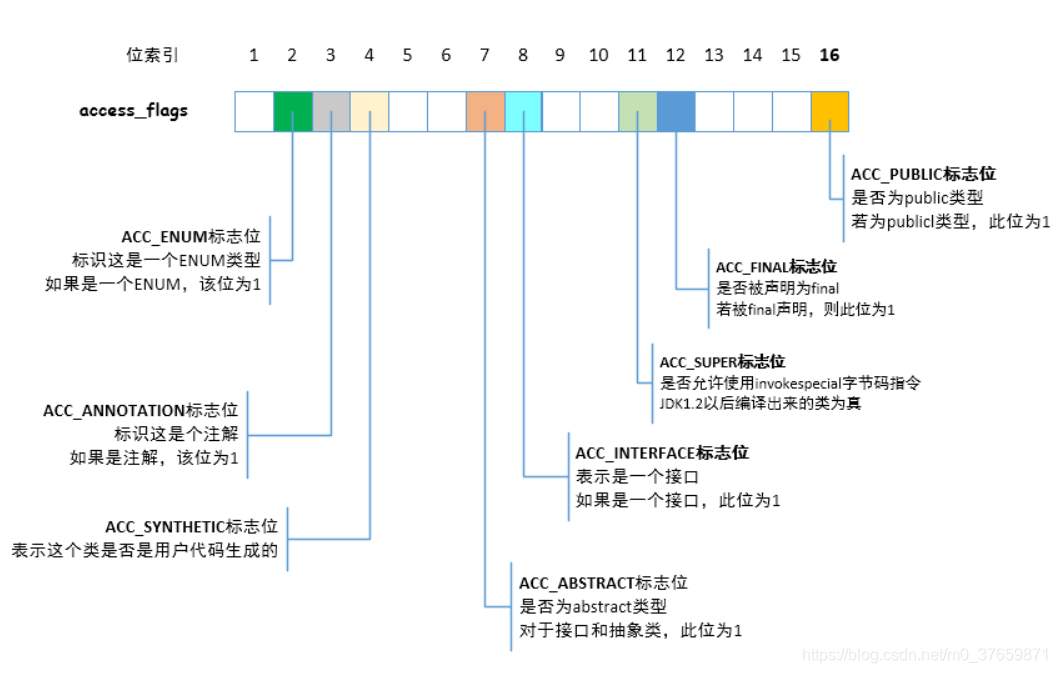 位索引 1 2 3 4 5 6 7 8 9 10 11 12 13 14 15 16
access_flags
ACC_PUBLIC标志位
是否为public类型
若为publicl类型，此位为1
ACC_ENUM标志位
标识这是一个ENUM类型
如果是一个ENUM，该位为1
ACC_FINAL标志位
是否被声明为final
若被final声明，则此位为1
ACC_SUPER标志位
是否允许使用invokespecial字节码指令
JDK1.2以后编译出来的类为真
ACC_ANNOTATION标志位
标识这是个注解
如果是注解，该位为1
ACC_INTERFACE标志位
表示是一个接口
如果是一个接口，此位为1
ACC_SYNTHETIC标志位
表示这个类是否是用户代码生成的
ACC_ABSTRACT标志位
是否为abstract类型
对于接口和抽象类，此位为1
https://blog.csdn.net/m0_37659871